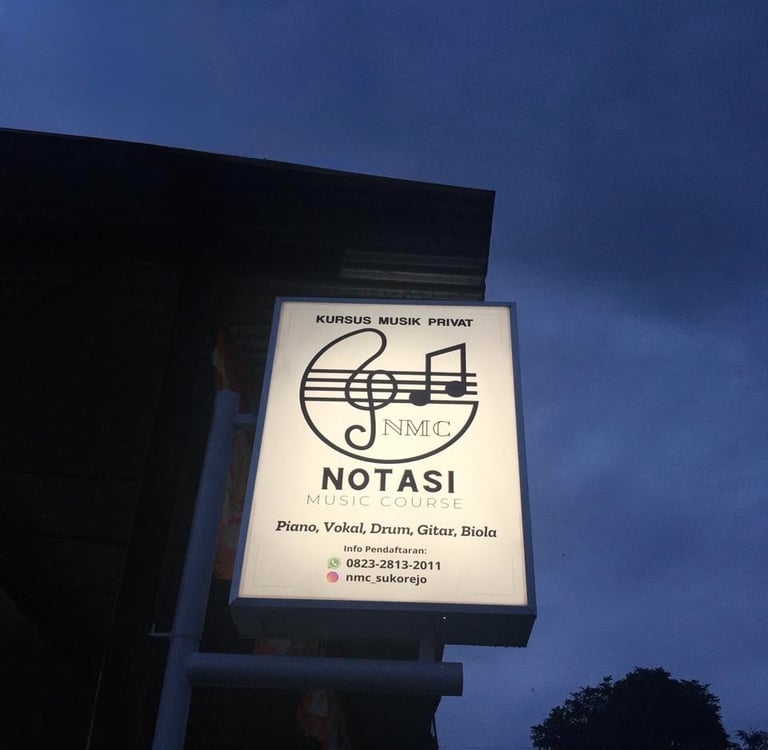 KURSUS MUSIK PRIVAT
NMC
NOTASI
MUSIC COURSE
Piano, Vokal, Drum, Gitar, Biola
Info Pendaftaran:
0823-2813-2011
nmc_sukorejo